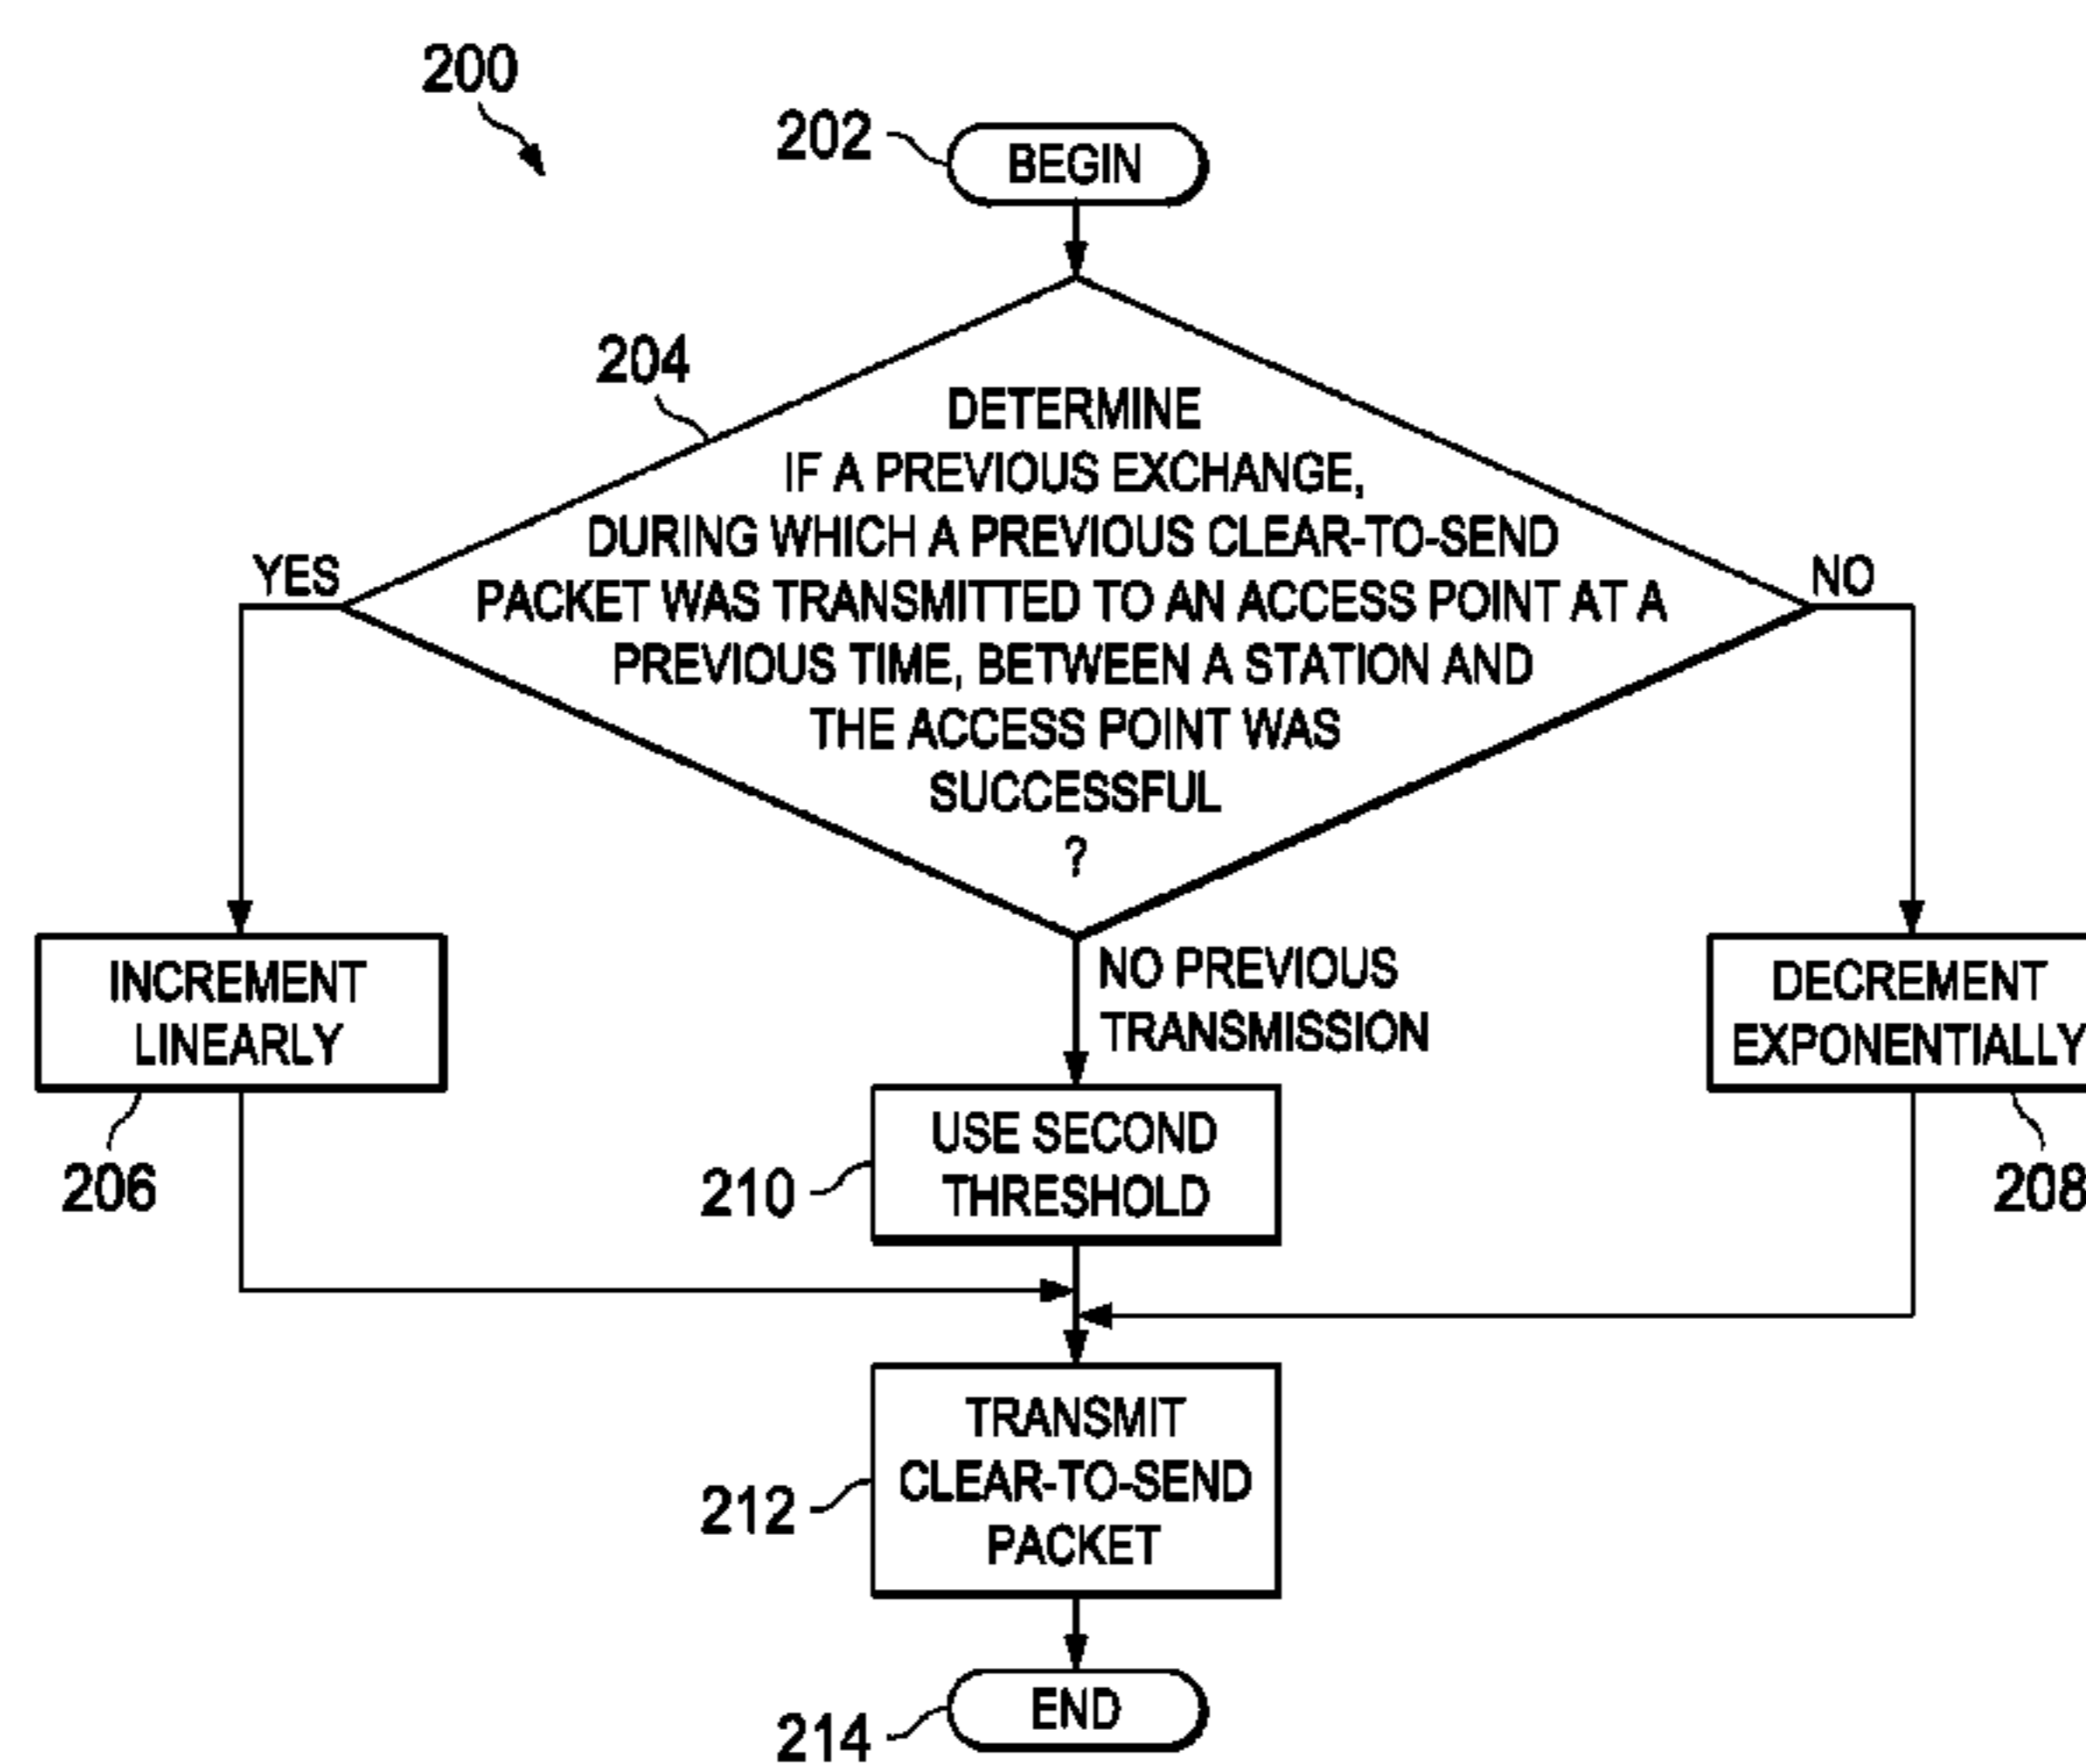 200
202
BEGIN
204
DETERMINE
IF A PREVIOUS EXCHANGE,
DURING WHICH A PREVIOUS CLEAR-TO-SEND
PACKET WAS TRANSMITTED TO AN ACCESS POINT AT A
PREVIOUS TIME, BETWEEN A STATION AND
THE ACCESS POINT WAS
SUCCESSFUL
?
YES
NO
INCREMENT
LINEARLY
206
NO PREVIOUS
TRANSMISSION
DECREMENT
EXPONENTIALLY
208
USE SECOND
THRESHOLD
210
TRANSMIT
CLEAR-TO-SEND
PACKET
212
END
214